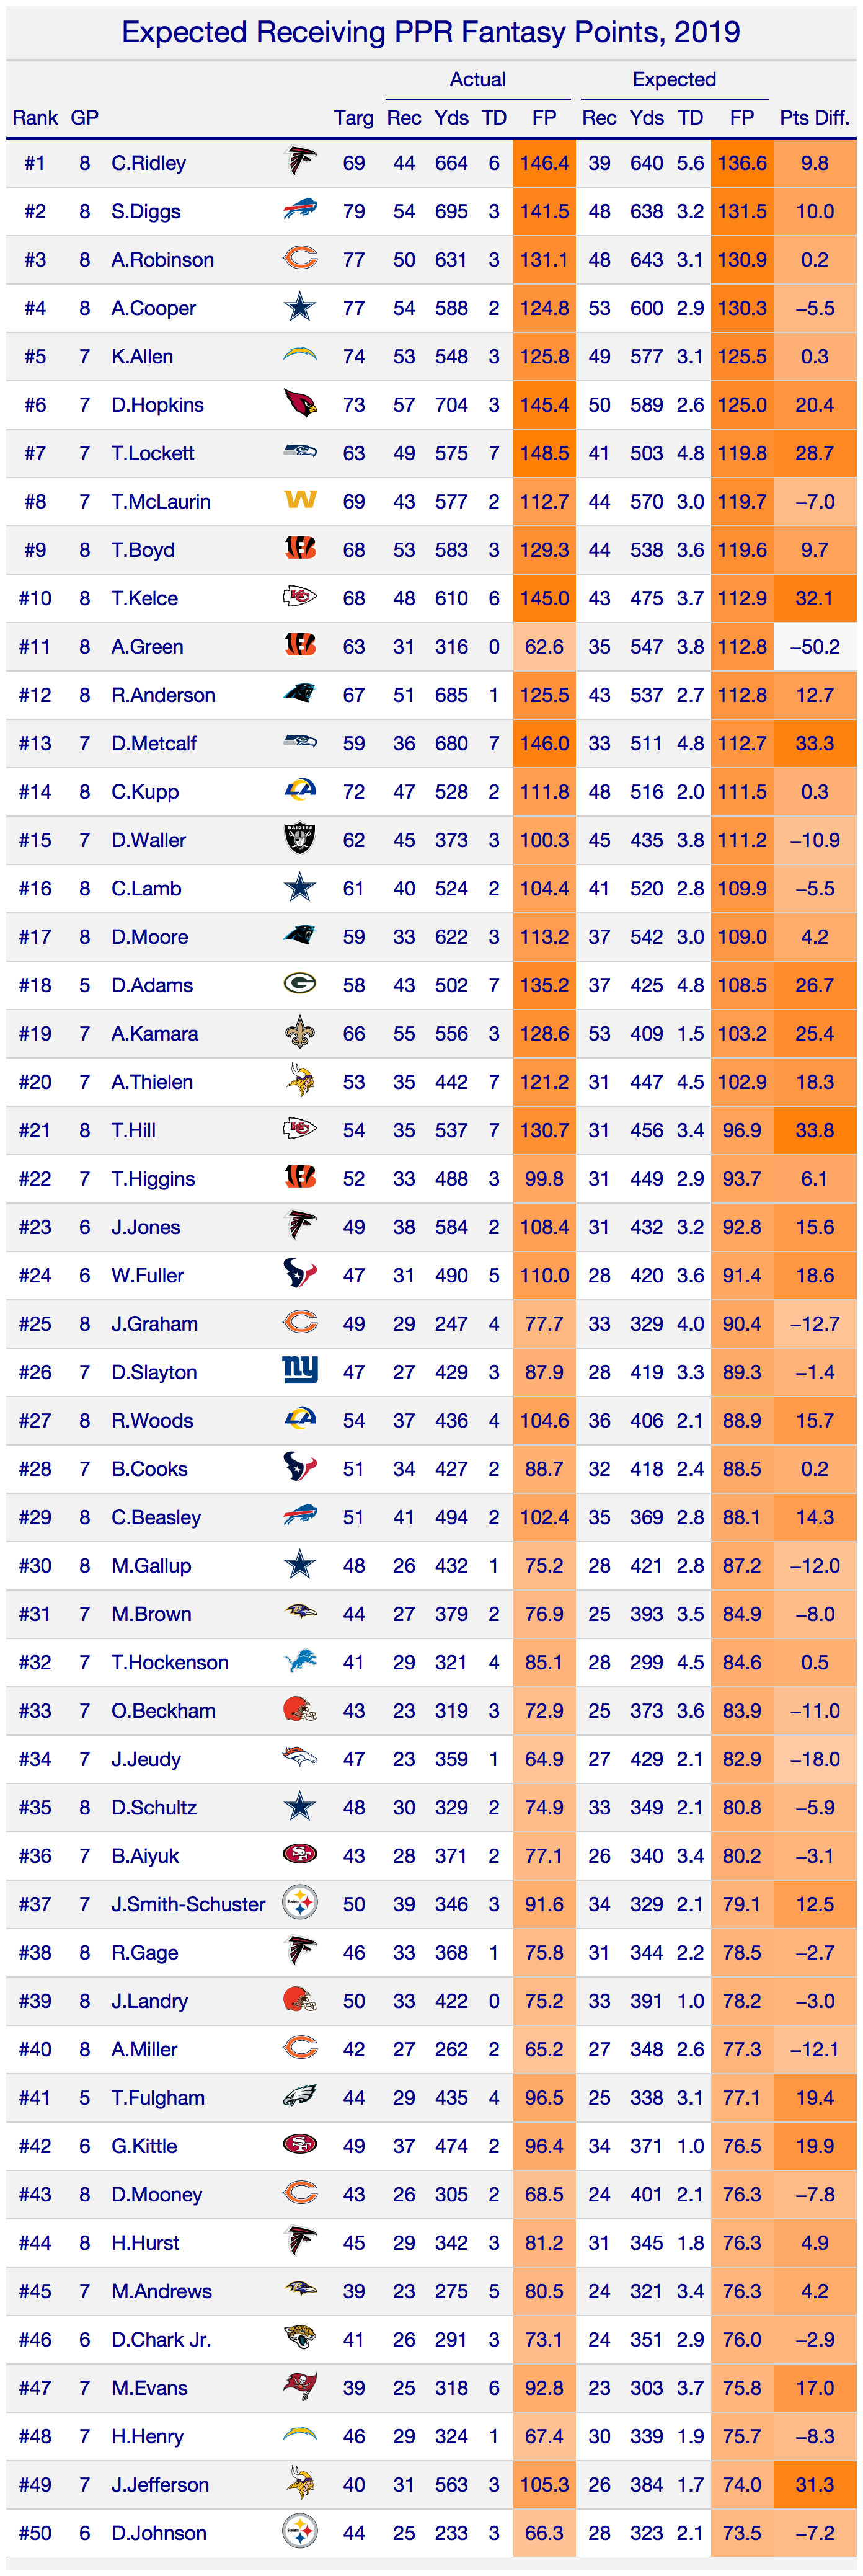 Expected Receiving PPR Fantasy Points, 2019
Actual Expected
Rank GP Targ Rec Yds TD FP Rec Yds TD FP Pts Diff.
#1 8 C.Ridley 69 44 664 6 146.4 39 640 5.6 136.6 9.8
#2 8 S.Diggs 79 54 695 3 141.5 48 638 3.2 131.5 10.0
#3 8 A.Robinson 77 50 631 3 131.1 48 643 3.1 130.9 0.2
#4 8 A.Cooper 77 54 588 2 124.8 53 600 2.9 130.3 −5.5
#5 7 K.Allen 74 53 548 3 125.8 49 577 3.1 125.5 0.3
#6 7 D.Hopkins 73 57 704 3 145.4 50 589 2.6 125.0 20.4
#7 7 T.Lockett 63 49 575 7 148.5 41 503 4.8 119.8 28.7
#8 7 T.McLaurin W 69 43 577 2 112.7 44 570 3.0 119.7 −7.0
#9 8 T.Boyd 68 53 583 3 129.3 44 538 3.6 119.6 9.7
#10 8 T.Kelce KC 68 48 610 6 145.0 43 475 3.7 112.9 32.1
#11 8 A.Green 63 31 316 0 62.6 35 547 3.8 112.8 −50.2
#12 8 R.Anderson 67 51 685 1 125.5 43 537 2.7 112.8 12.7
#13 7 D.Metcalf 59 36 680 7 146.0 33 511 4.8 112.7 33.3
#14 8 C.Kupp LA 72 47 528 2 111.8 48 516 2.0 111.5 0.3
#15 7 D.Waller RAIDERS 62 45 373 3 100.3 45 435 3.8 111.2 −10.9
#16 8 C.Lamb 61 40 524 2 104.4 41 520 2.8 109.9 −5.5
#17 8 D.Moore 59 33 622 3 113.2 37 542 3.0 109.0 4.2
#18 5 D.Adams G 58 43 502 7 135.2 37 425 4.8 108.5 26.7
#19 7 A.Kamara 66 55 556 3 128.6 53 409 1.5 103.2 25.4
#20 7 A.Thielen 53 35 442 7 121.2 31 447 4.5 102.9 18.3
#21 8 T.Hill KC 54 35 537 7 130.7 31 456 3.4 96.9 33.8
#22 7 T.Higgins 52 33 488 3 99.8 31 449 2.9 93.7 6.1
#23 6 J.Jones 49 38 584 2 108.4 31 432 3.2 92.8 15.6
#24 6 W.Fuller 47 31 490 5 110.0 28 420 3.6 91.4 18.6
#25 8 J.Graham C 49 29 247 4 77.7 33 329 4.0 90.4 −12.7
#26 7 D.Slayton ny 47 27 429 3 87.9 28 419 3.3 89.3 −1.4
#27 8 R.Woods LA 54 37 436 4 104.6 36 406 2.1 88.9 15.7
#28 7 B.Cooks 51 34 427 2 88.7 32 418 2.4 88.5 0.2
#29 8 C.Beasley 51 41 494 2 102.4 35 369 2.8 88.1 14.3
#30 8 M.Gallup 48 26 432 1 75.2 28 421 2.8 87.2 −12.0
#31 7 M.Brown 44 27 379 2 76.9 25 393 3.5 84.9 −8.0
#32 7 T.Hockenson 41 29 321 4 85.1 28 299 4.5 84.6 0.5
#33 7 O.Beckham 43 23 319 3 72.9 25 373 3.6 83.9 −11.0
#34 7 J.Jeudy 47 23 359 1 64.9 27 429 2.1 82.9 −18.0
#35 8 D.Schultz 48 30 329 2 74.9 33 349 2.1 80.8 −5.9
#36 7 B.Aiyuk SF 43 28 371 2 77.1 26 340 3.4 80.2 −3.1
#37 7 J.Smith-Schuster Steelers 50 39 346 3 91.6 34 329 2.1 79.1 12.5
#38 8 R.Gage 46 33 368 1 75.8 31 344 2.2 78.5 −2.7
#39 8 J.Landry 50 33 422 0 75.2 33 391 1.0 78.2 −3.0
#40 8 A.Miller C 42 27 262 2 65.2 27 348 2.6 77.3 −12.1
#41 5 T.Fulgham 44 29 435 4 96.5 25 338 3.1 77.1 19.4
#42 6 G.Kittle SF 49 37 474 2 96.4 34 371 1.0 76.5 19.9
#43 8 D.Mooney C 43 26 305 2 68.5 24 401 2.1 76.3 −7.8
#44 8 H.Hurst 45 29 342 3 81.2 31 345 1.8 76.3 4.9
#45 7 M.Andrews 39 23 275 5 80.5 24 321 3.4 76.3 4.2
#46 6 D.Chark Jr. 41 26 291 3 73.1 24 351 2.9 76.0 −2.9
#47 7 M.Evans 39 25 318 6 92.8 23 303 3.7 75.8 17.0
#48 7 H.Henry 46 29 324 1 67.4 30 339 1.9 75.7 −8.3
#49 7 J.Jefferson 40 31 563 3 105.3 26 384 1.7 74.0 31.3
#50 6 D.Johnson Steelers 44 25 233 3 66.3 28 323 2.1 73.5 −7.2